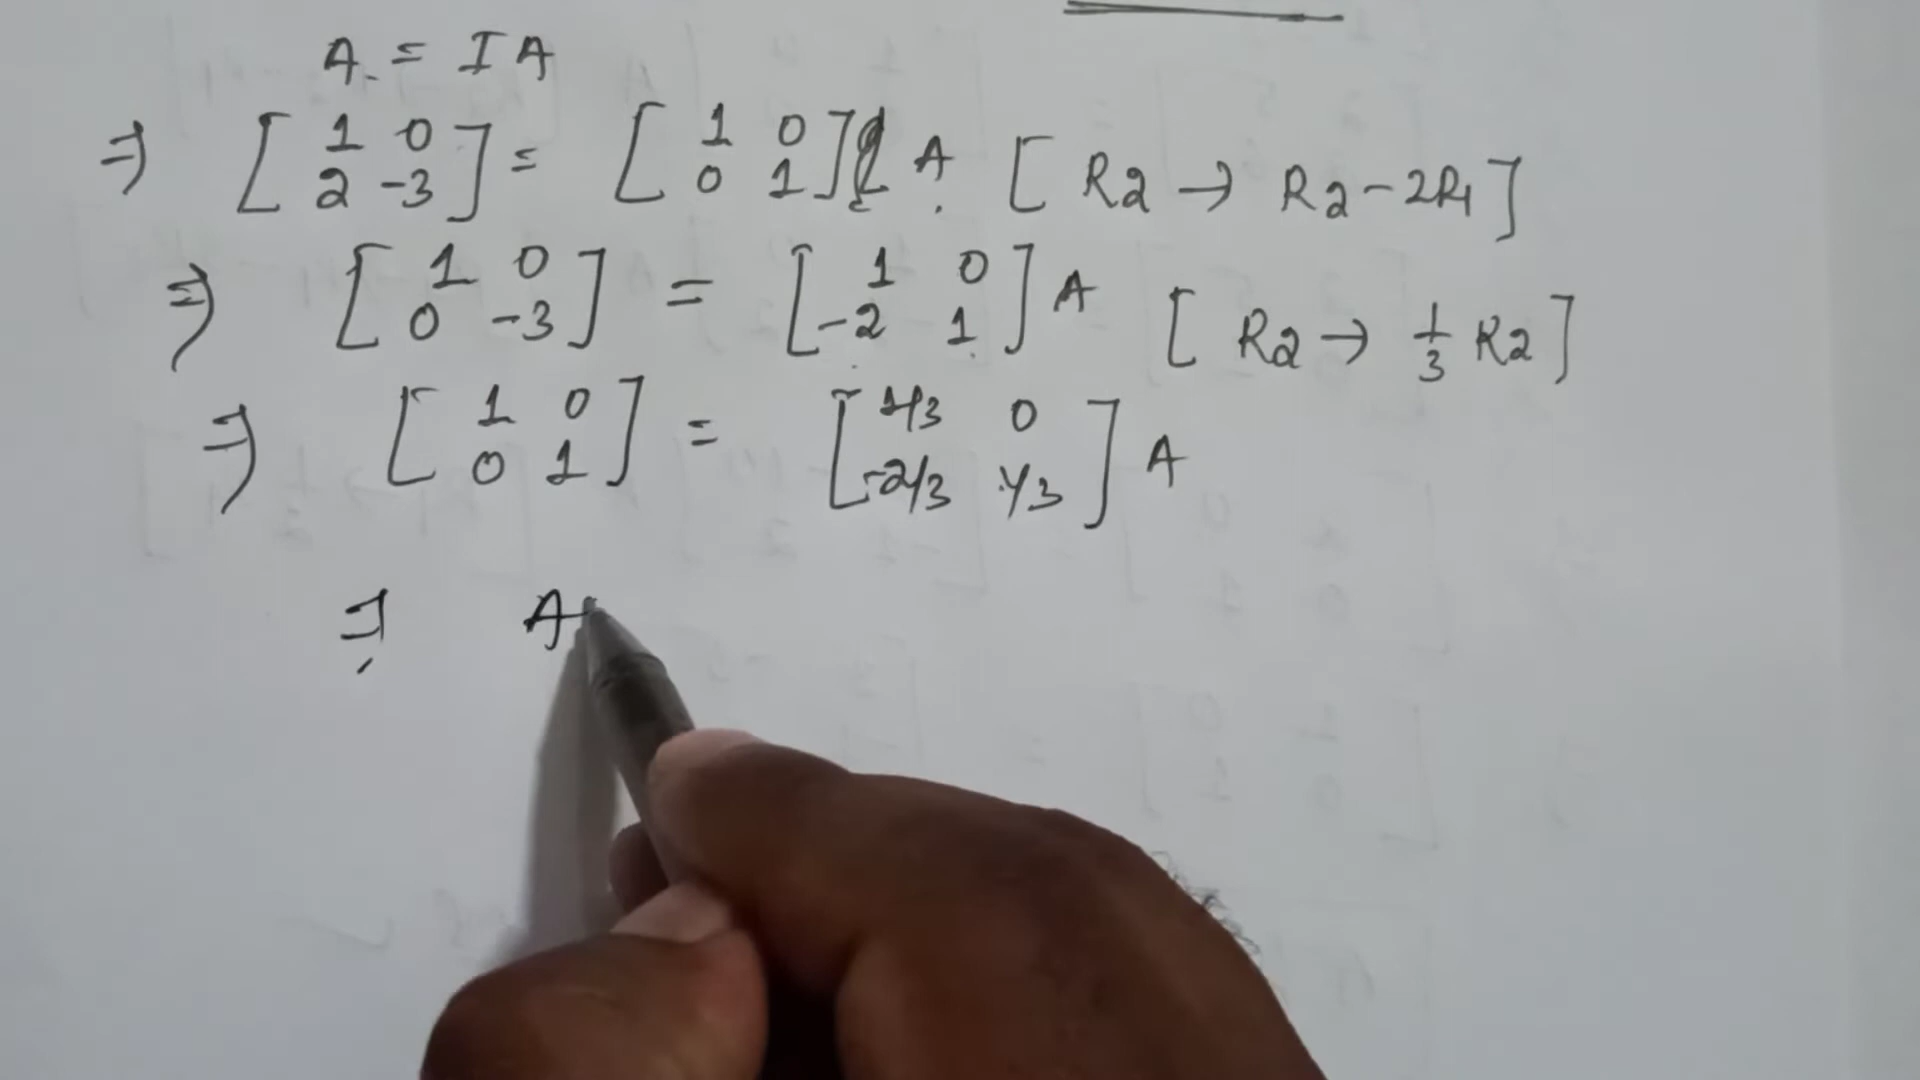 A = I A
⇒ [ 1 0 2 -3 ] = [ 1 0 0 1 ] A [ R2 → R2 - 2R1 ]
⇒ [ 1 0 0 -3 ] = [ 1 0 -2 1 ] A [ R2 → 1/3 R2 ]
⇒ [ 1 0 0 1 ] = [ 1/3 0 -2/3 1/3 ] A
⇒ A